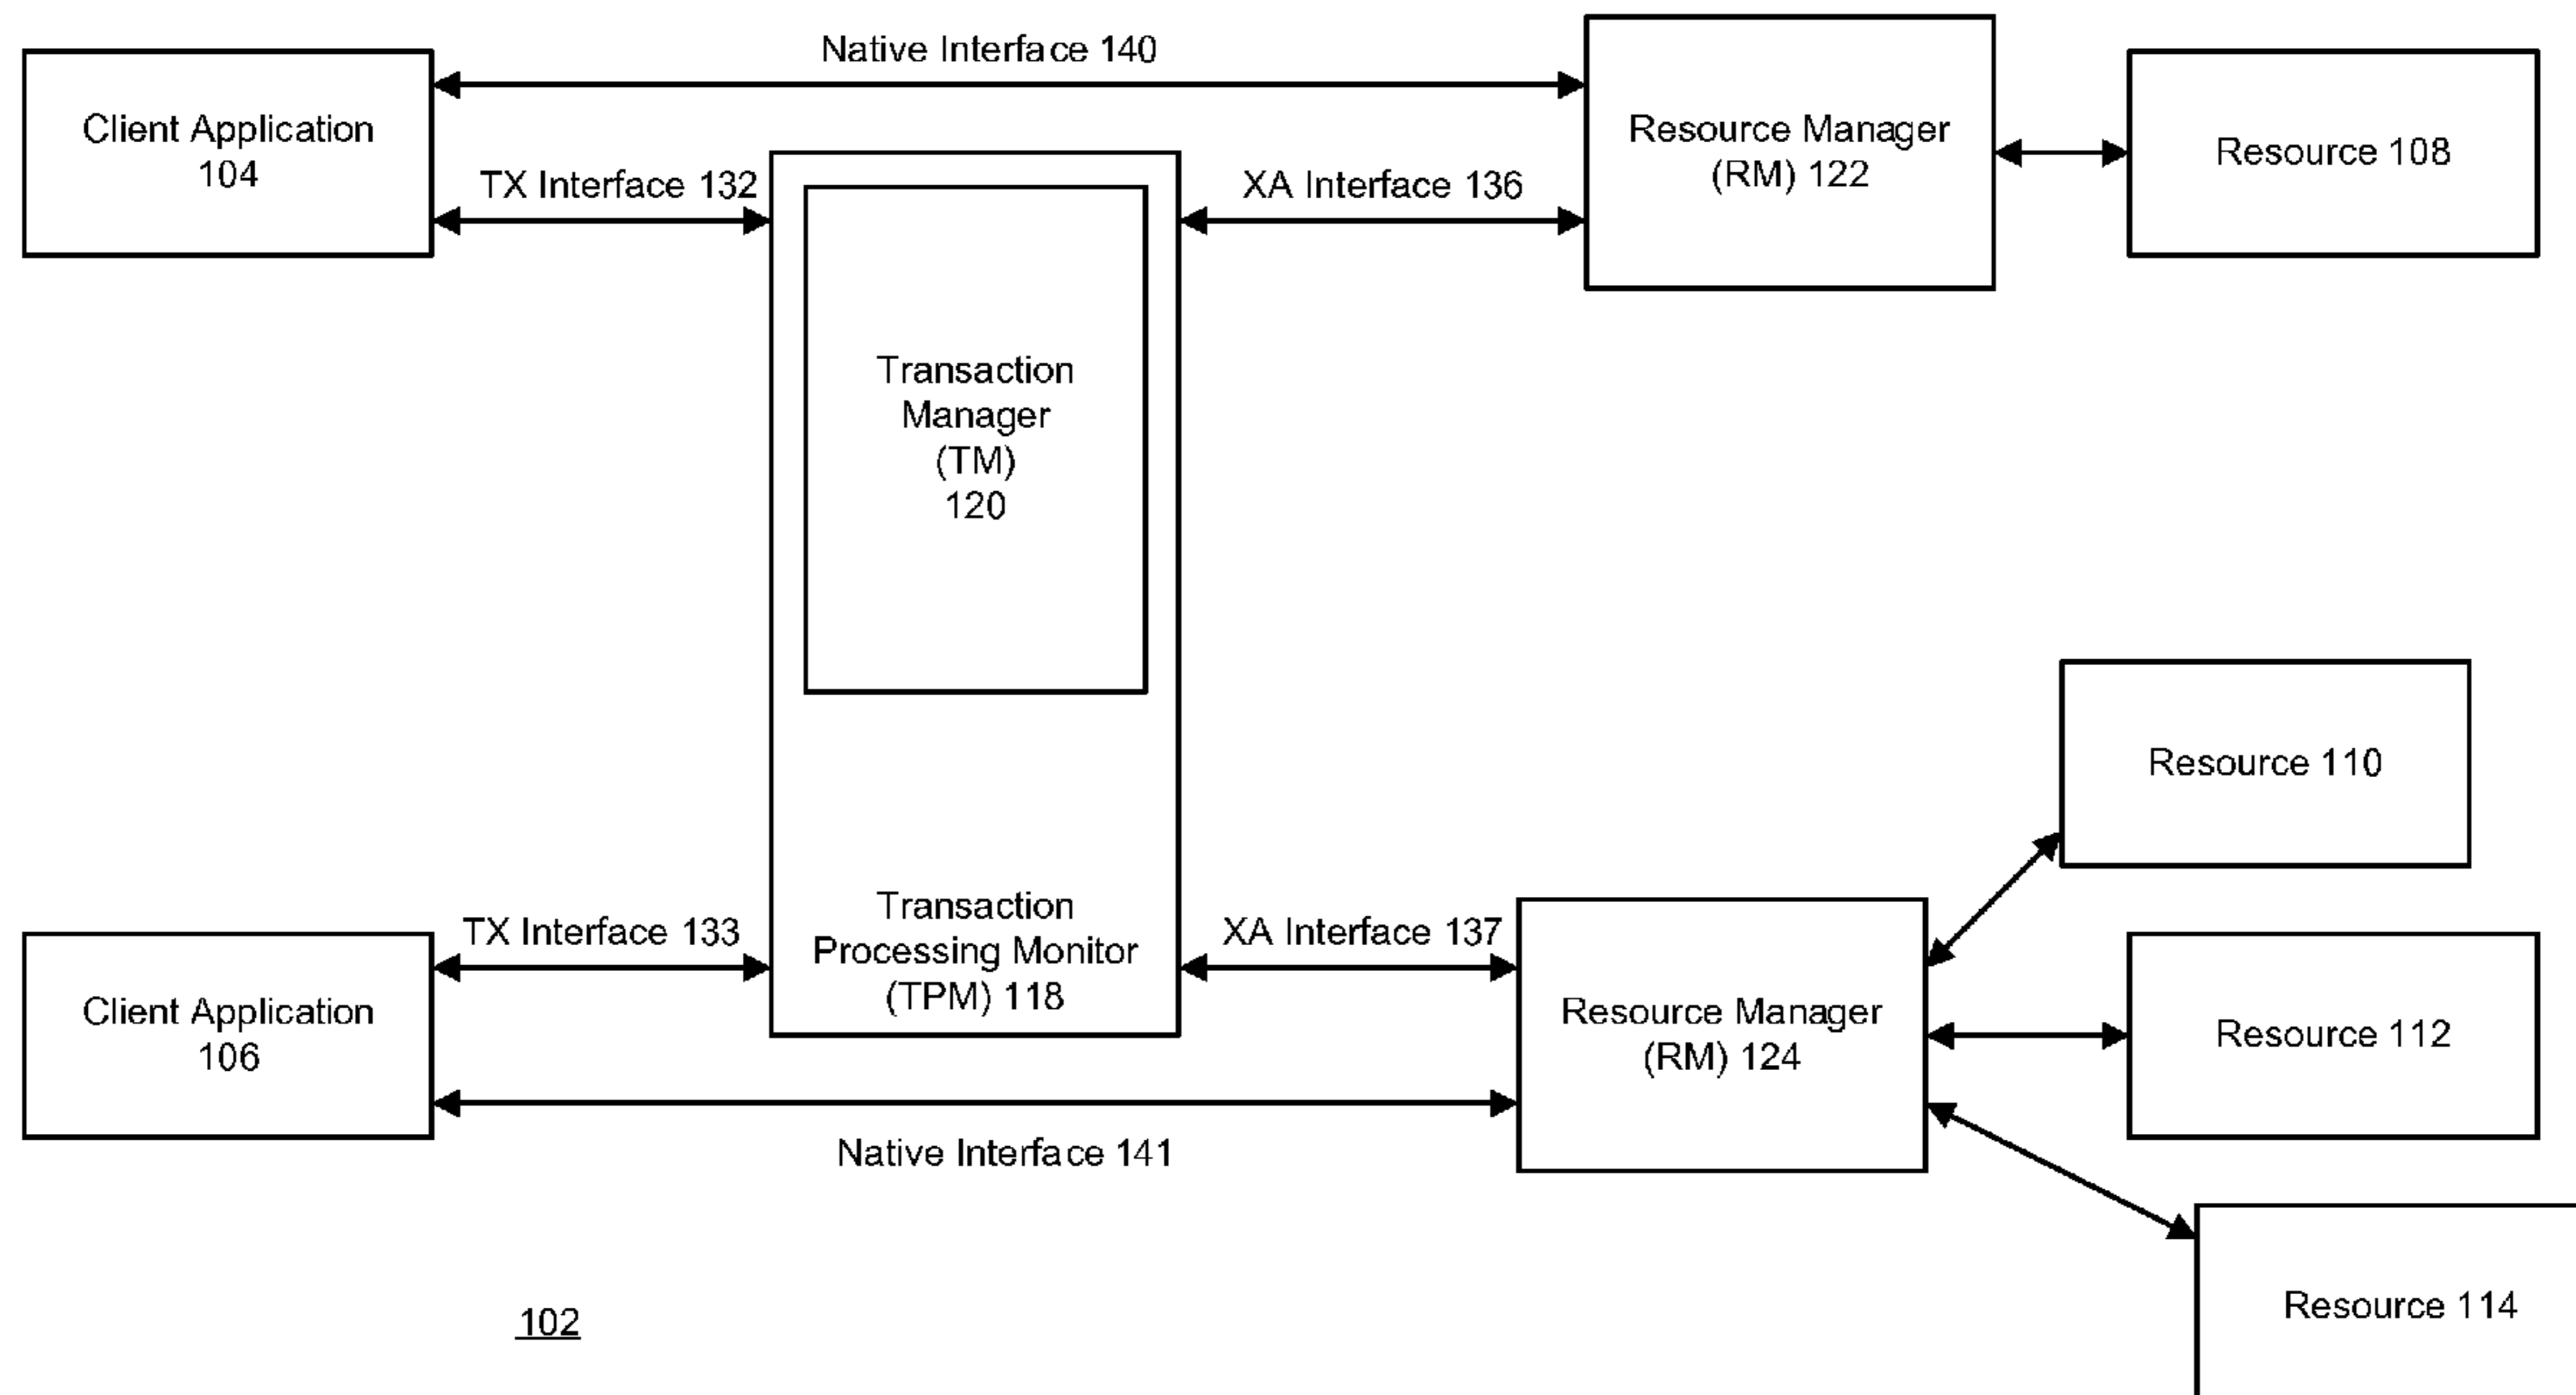 Native Interface 140
Client Application
104
TX Interface 132
XA Interface 136
Resource Manager
(RM) 122
Resource 108
Transaction
Manager
(TM)
120
Resource 110
Transaction
Processing Monitor
(TPM) 118
TX Interface 133
XA Interface 137
Client Application
106
Resource Manager
(RM) 124
Resource 112
Native Interface 141
Resource 114
102